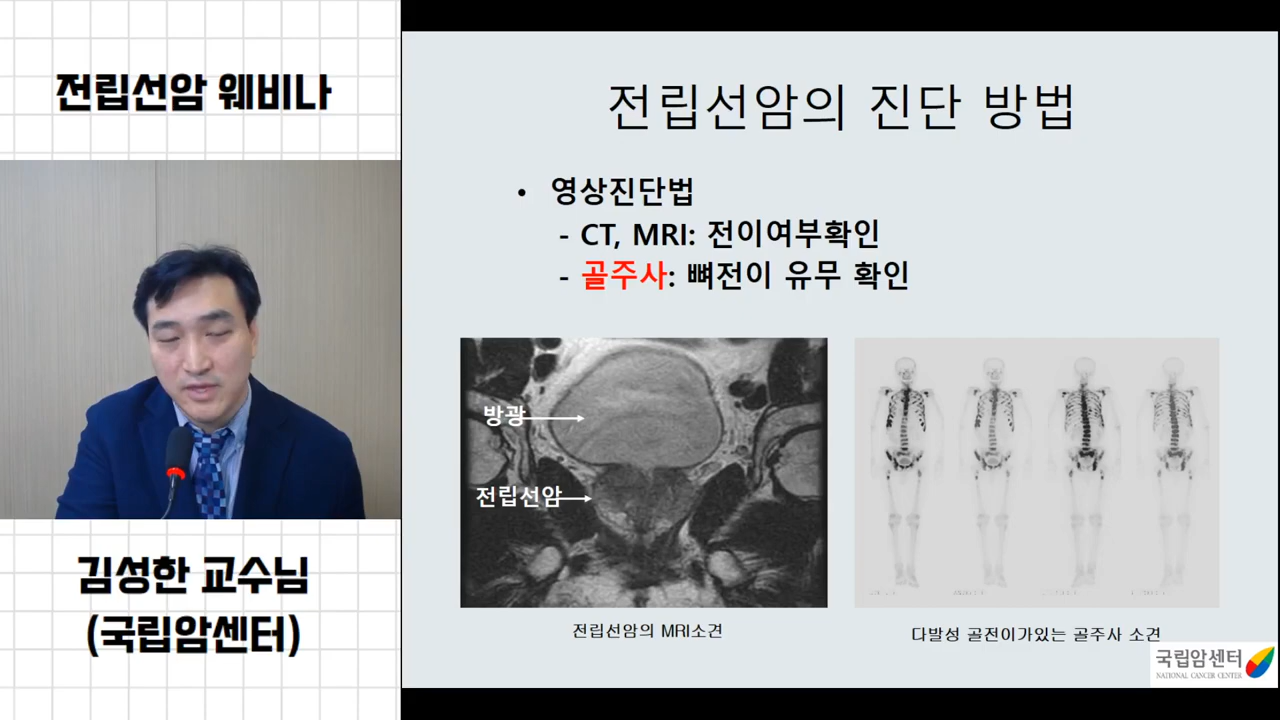 전립선암 웨비나
김성한 교수님
(국립암센터)
전립선암의 진단 방법
• 영상진단법
- CT, MRI: 전이여부확인
- 골주사: 뼈전이 유무 확인
방광
전립선암
전립선암의 MRI소견
다발성 골전이가있는 골주사 소견
국립암센터
NATIONAL CANCER CENTER